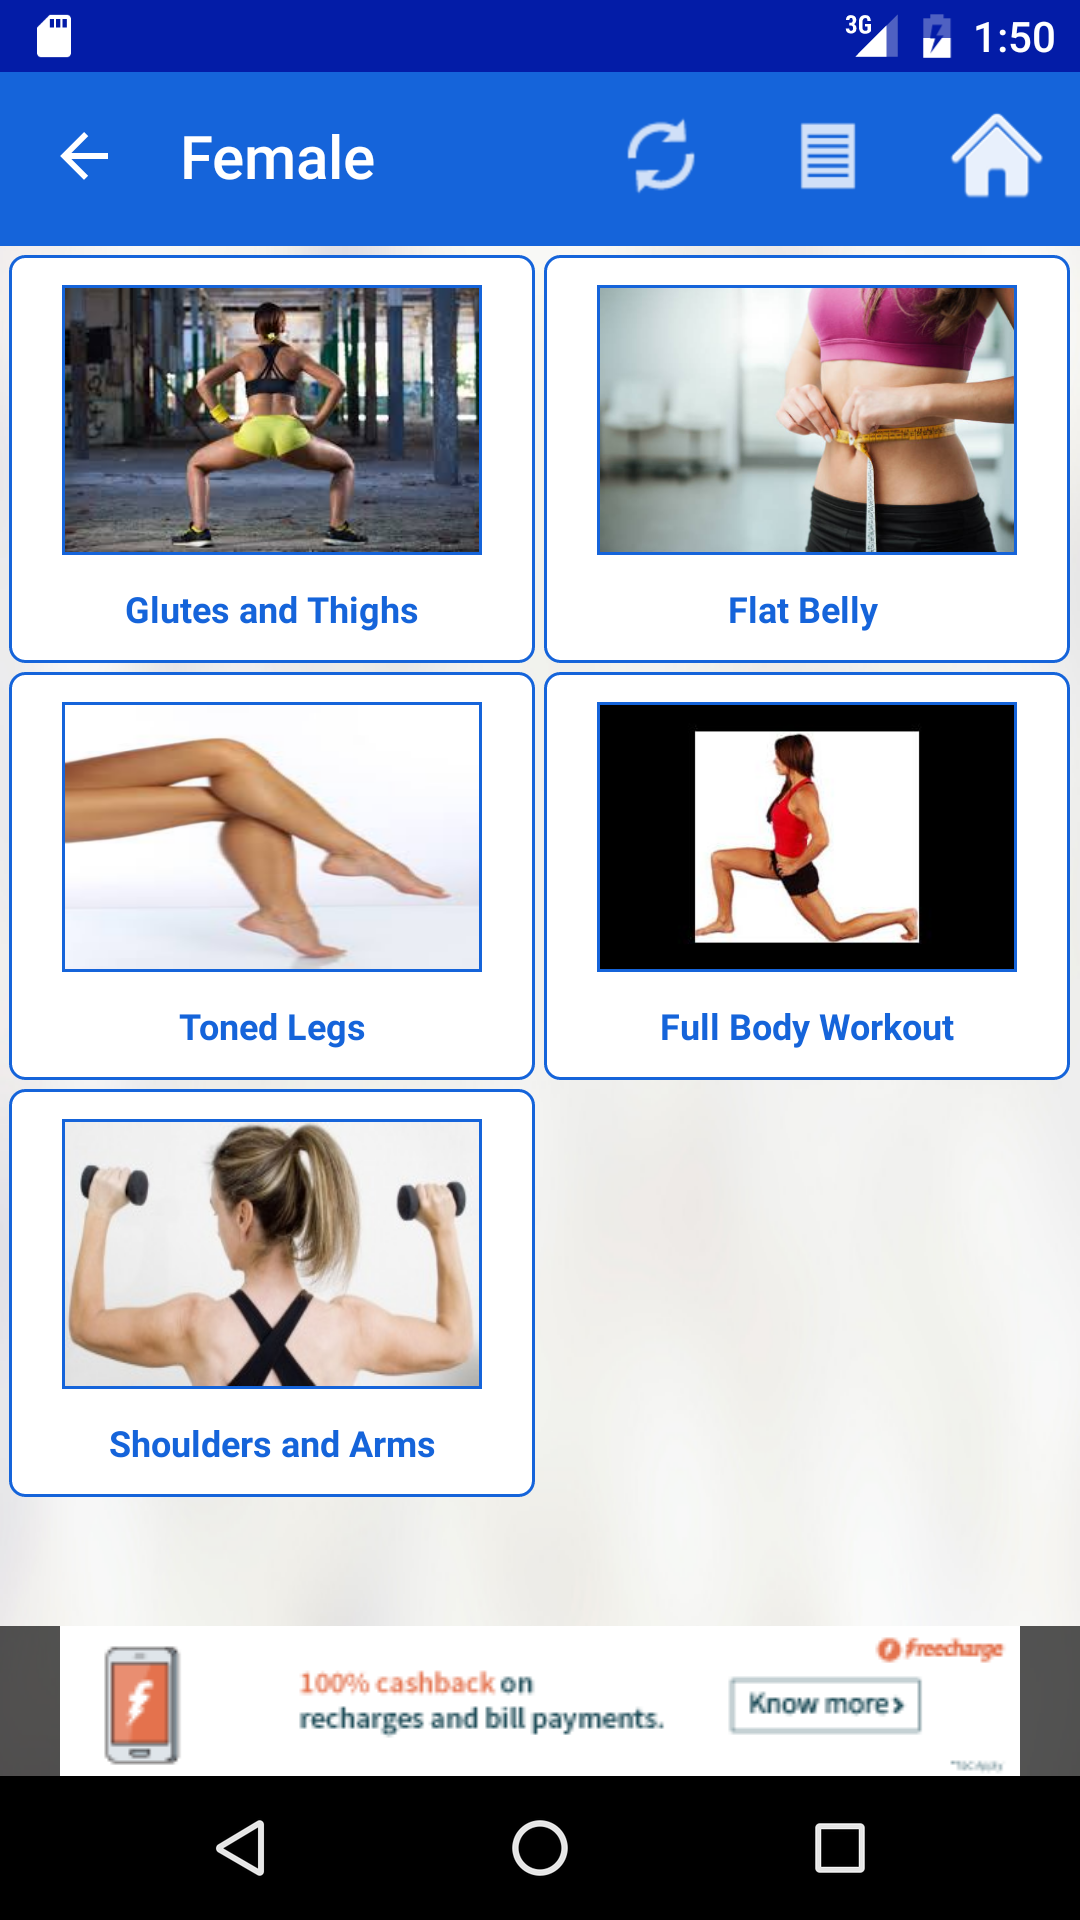 3G 1:50
Female
Glutes and Thighs
Flat Belly
Toned Legs
Full Body Workout
Shoulders and Arms
freecharge
100% cashback on
recharges and bill payments.
Know more >
*T&C Apply